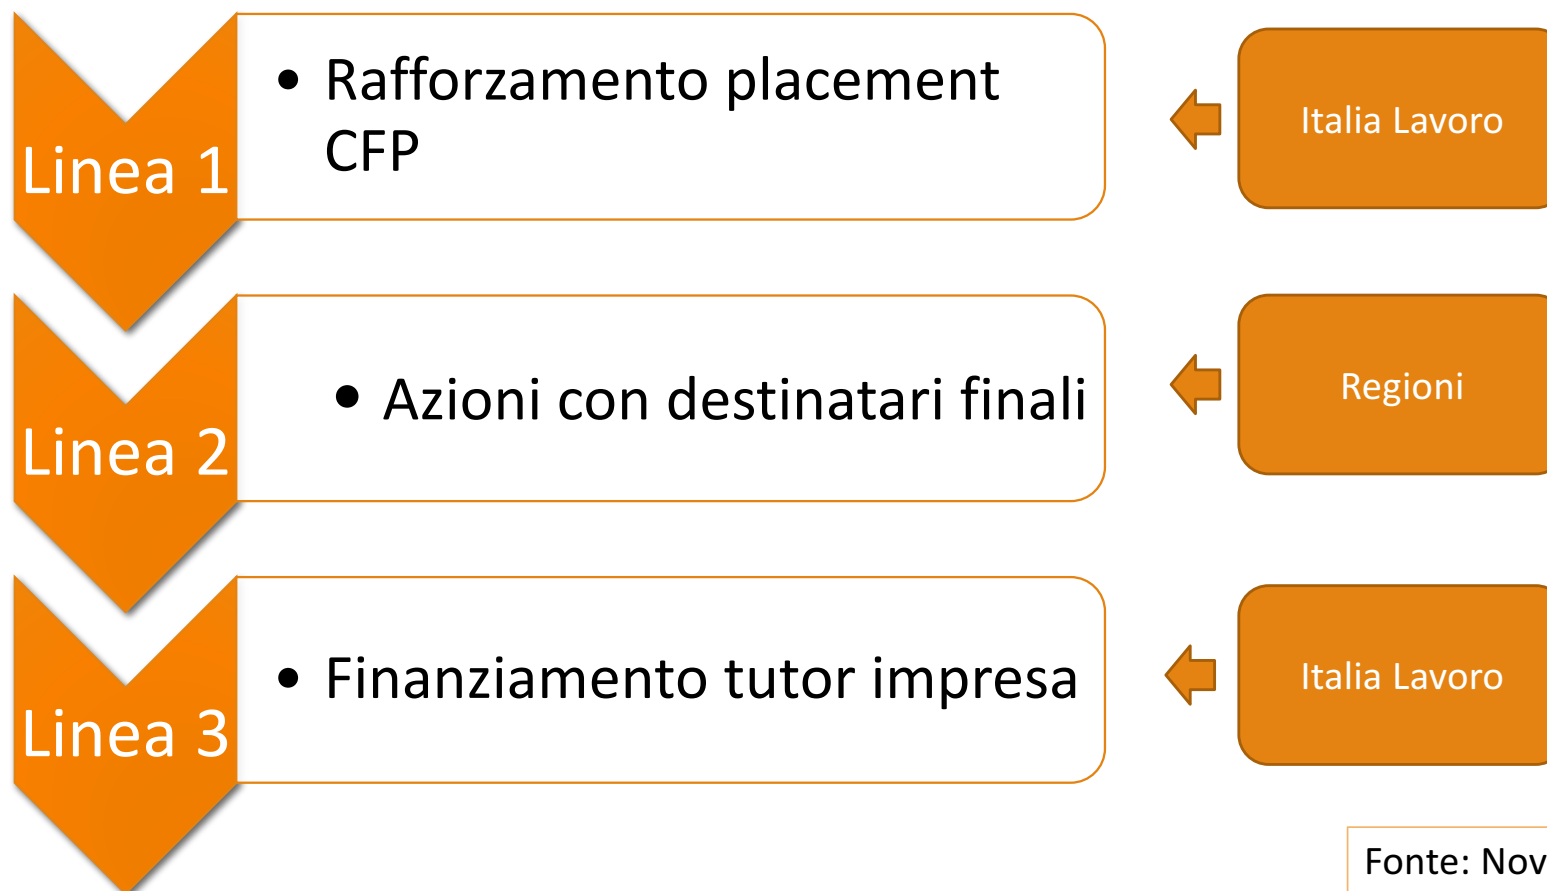 Linea 1
• Rafforzamento placement
CFP
Italia Lavoro
Linea 2
• Azioni con destinatari finali
Regioni
Linea 3
• Finanziamento tutor impresa
Italia Lavoro
Fonte: Nov